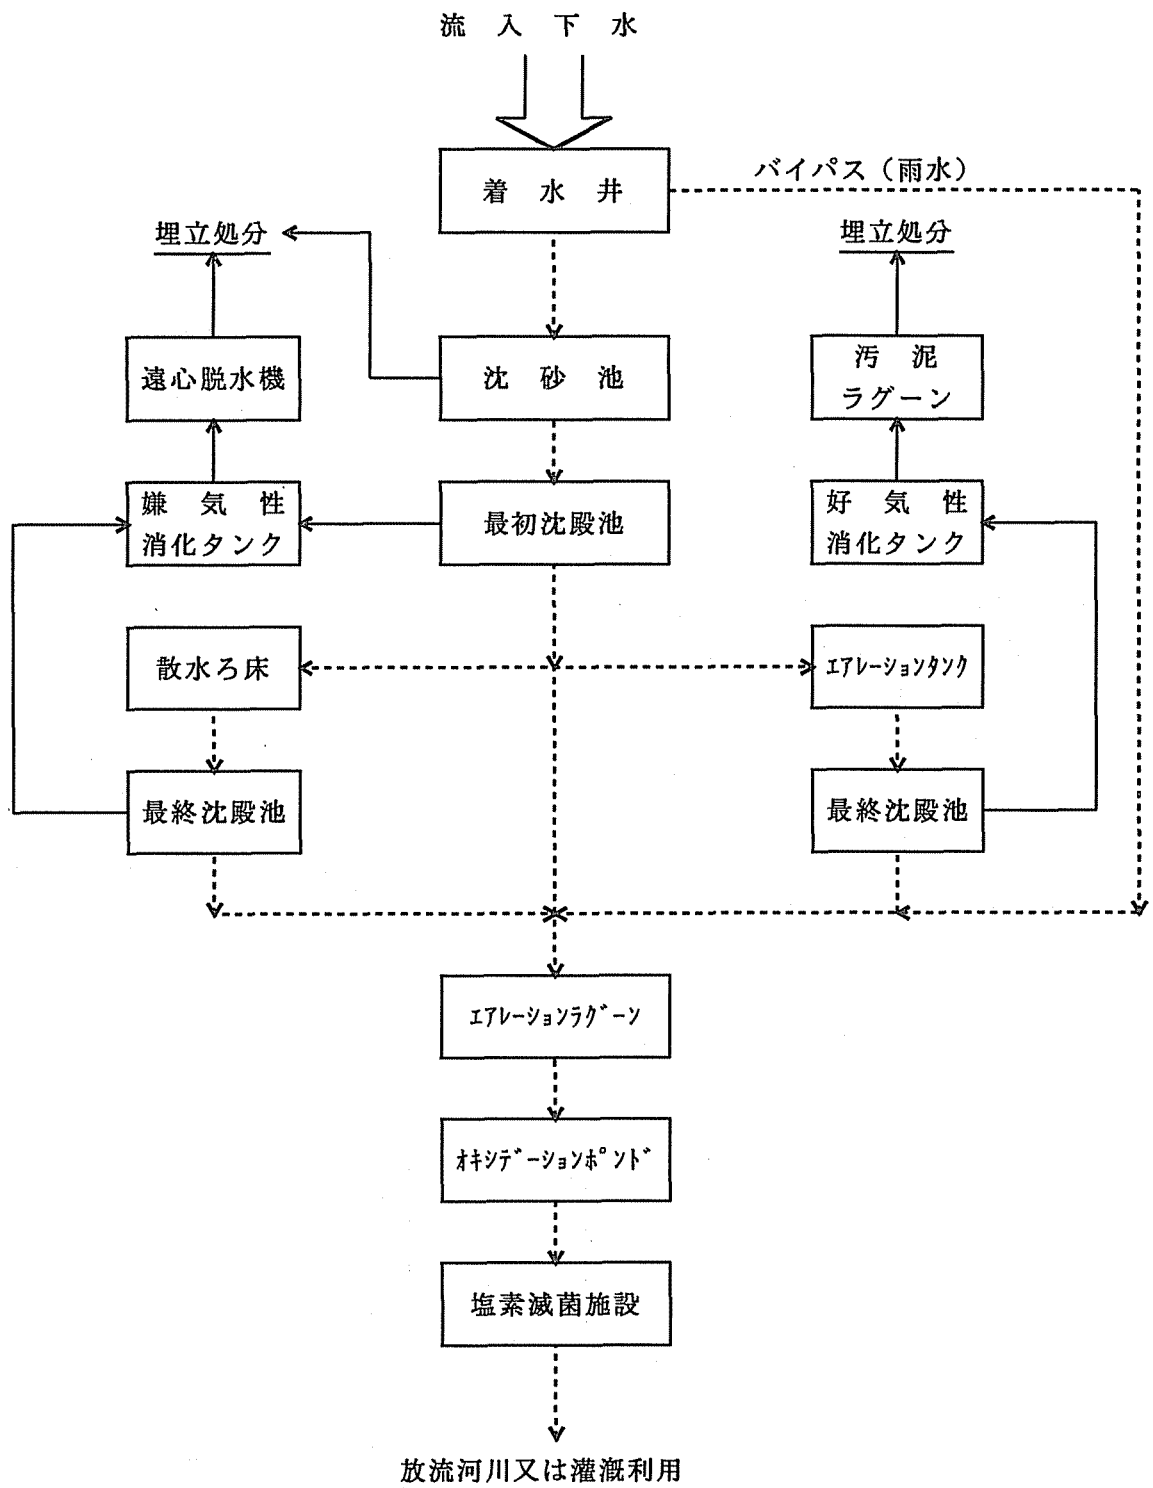 流入下水
着水井
バイパス（雨水）
埋立処分
埋立処分
遠心脱水機
沈砂池
汚泥
ラグーン
嫌気性
消化タンク
最初沈殿池
好気性
消化タンク
散水ろ床
ｴｱﾚｰｼｮﾝﾀﾝｸ
最終沈殿池
最終沈殿池
ｴｱﾚｰｼｮﾝﾗｸﾞｰﾝ
ｵｷｼﾃﾞｰｼｮﾝﾎﾟﾝﾄﾞ
塩素滅菌施設
放流河川又は灌漑利用